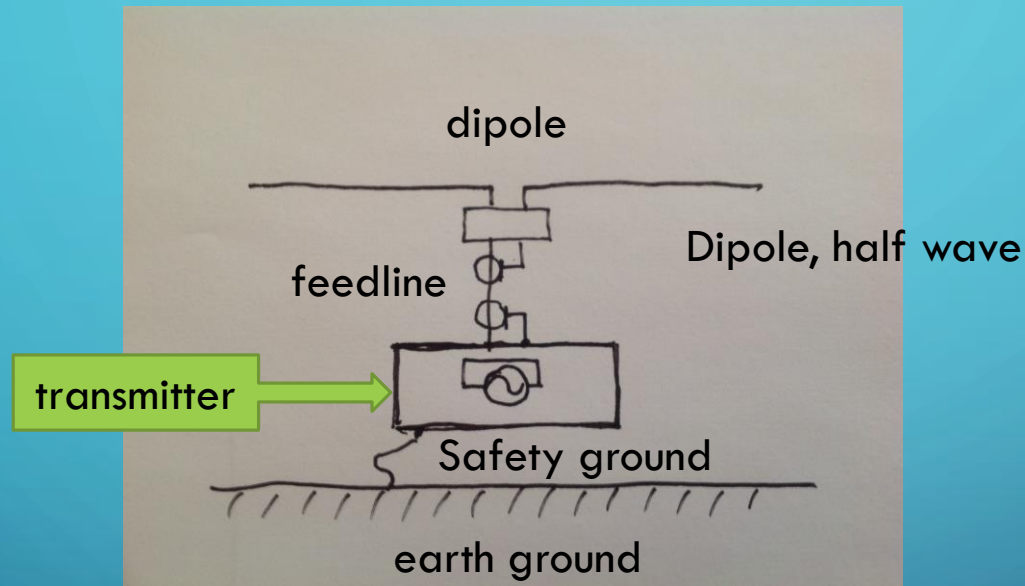 dipole
Dipole, half wave
feedline
transmitter
Safety ground
earth ground